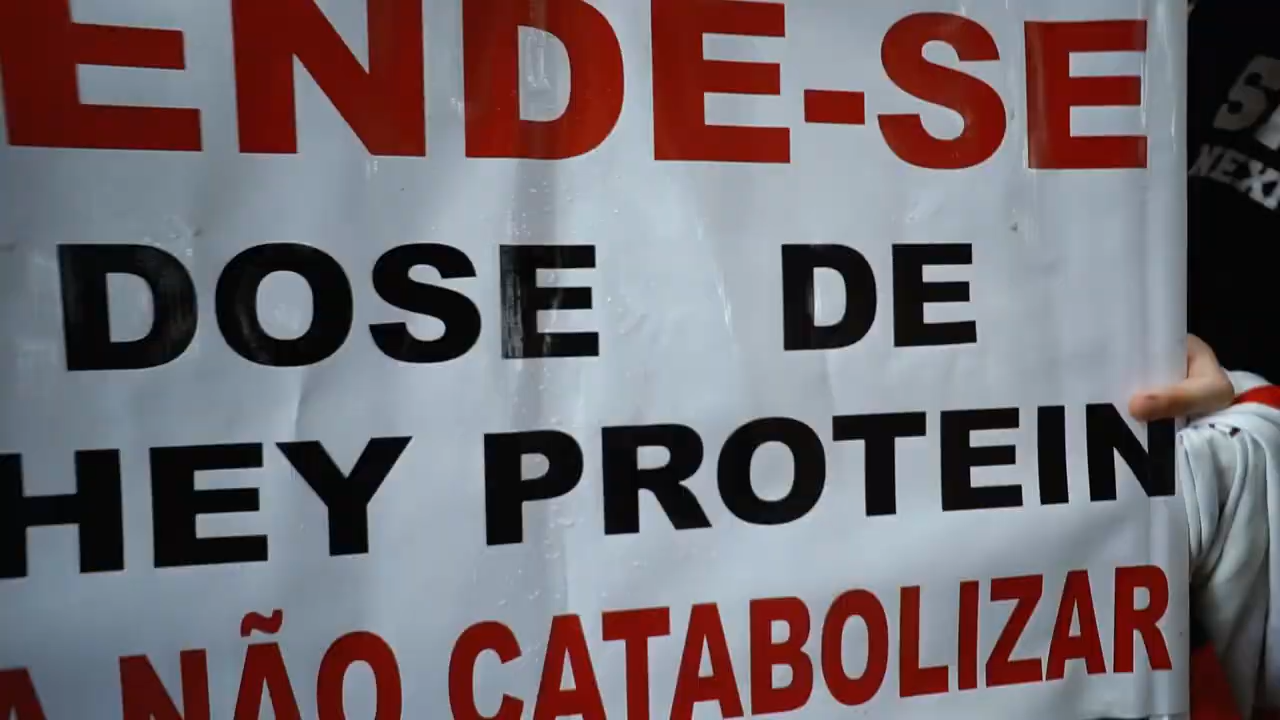 ENDE-SE
DOSE DE
HEY PROTEIN
A NÃO CATABOLIZAR